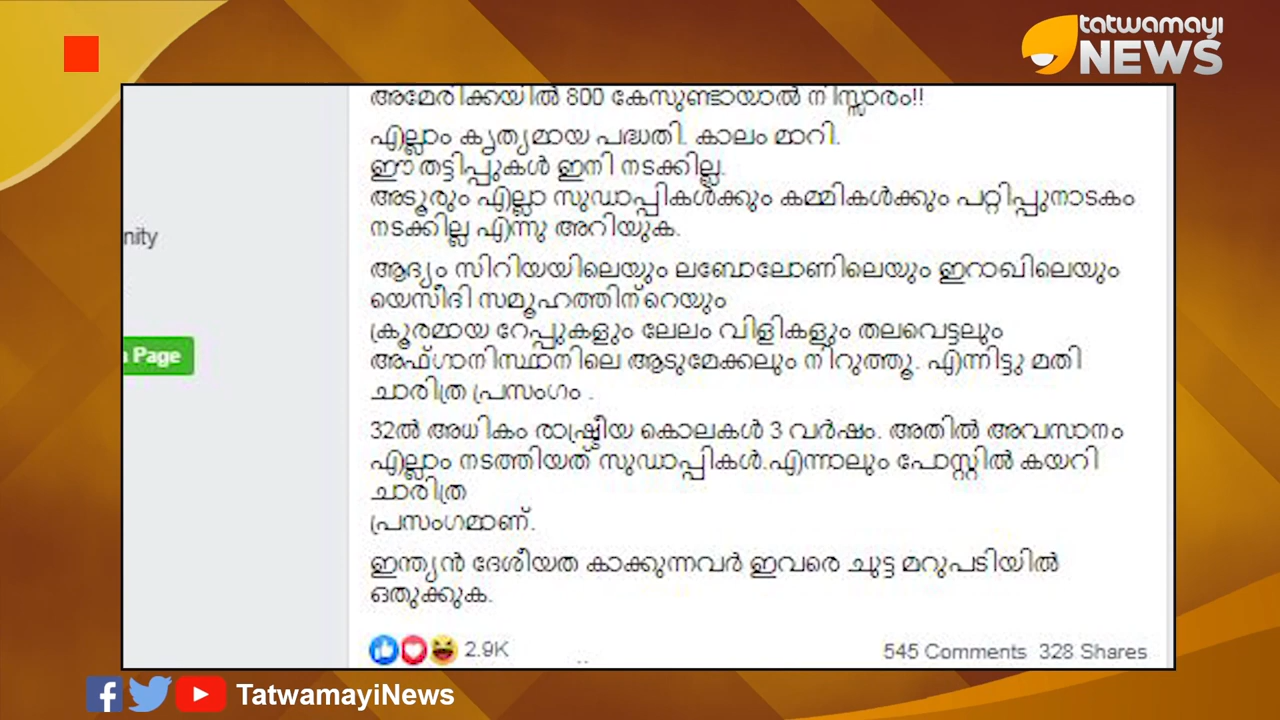 tatwamayi
NEWS
അമേരിക്കയിൽ 800 കേസുണ്ടായാൽ നിസ്സാരം!!
എല്ലാം കൃത്യമായ പദ്ധതി. കാലം മാറി.
ഈ തട്ടിപ്പുകൾ ഇനി നടക്കില്ല.
അടൂരും എല്ലാ സുഡാപ്പികൾക്കും കമ്മികൾക്കും പറ്റിപ്പുനാടകം
നടക്കില്ല എന്നു അറിയുക.
nity
ആദ്യം സിറിയയിലെയും ലബോലോണിലെയും ഇറാഖിലെയും
യെസീദി സമൂഹത്തിന്റെയും
ക്രൂരമായ റേപ്പുകളും ലേലം വിളികളും തലവെട്ടലും
a Page
അഫ്ഗാനിസ്ഥാനിലെ ആടുമേക്കലും നിറുത്തൂ. എന്നിട്ടു മതി
ചാരിത്ര പ്രസംഗം .
32ൽ അധികം രാഷ്ട്രീയ കൊലകൾ 3 വർഷം. അതിൽ അവസാനം
എല്ലാം നടത്തിയത് സുഡാപ്പികൾ.എന്നാലും പോസ്റ്റിൽ കയറി
ചാരിത്ര
പ്രസംഗമാണ്.
ഇന്ത്യൻ ദേശീയത കാക്കുന്നവർ ഇവരെ ചുട്ട മറുപടിയിൽ
ഒതുക്കുക.
2.9K 545 Comments 328 Shares
TatwamayiNews